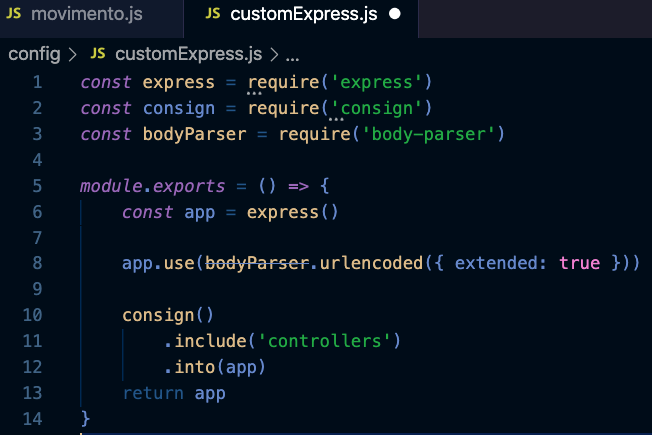 JS movimento.js JS customExpress.js
config > JS customExpress.js > ...
1 const express = require('express')
2 const consign = require('consign')
3 const bodyParser = require('body-parser')
4
5 module.exports = () => {
6 const app = express()
7
8 app.use(bodyParser.urlencoded({ extended: true }))
9
10 consign()
11 .include('controllers')
12 .into(app)
13 return app
14 }